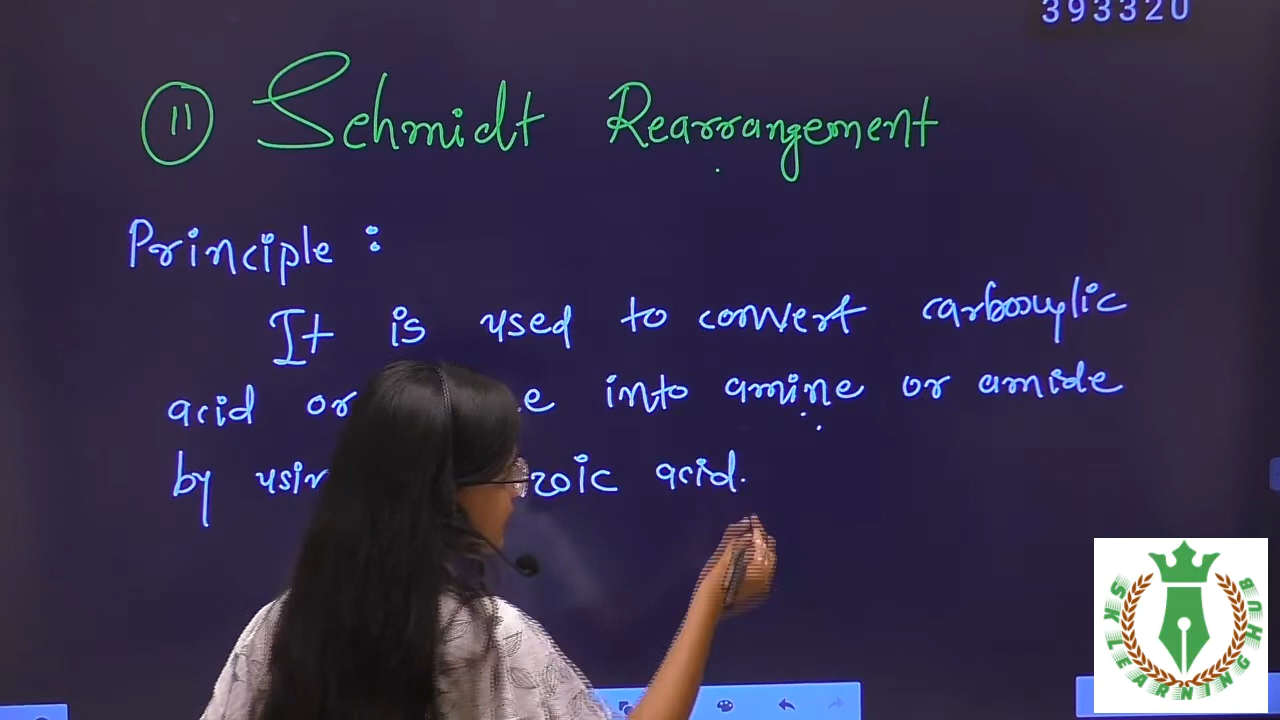 393320
11 Schmidt Rearrangement
Principle :
It is used to convert carboxylic
acid or into amine or amide
by acid.
SK LEARNING HUB